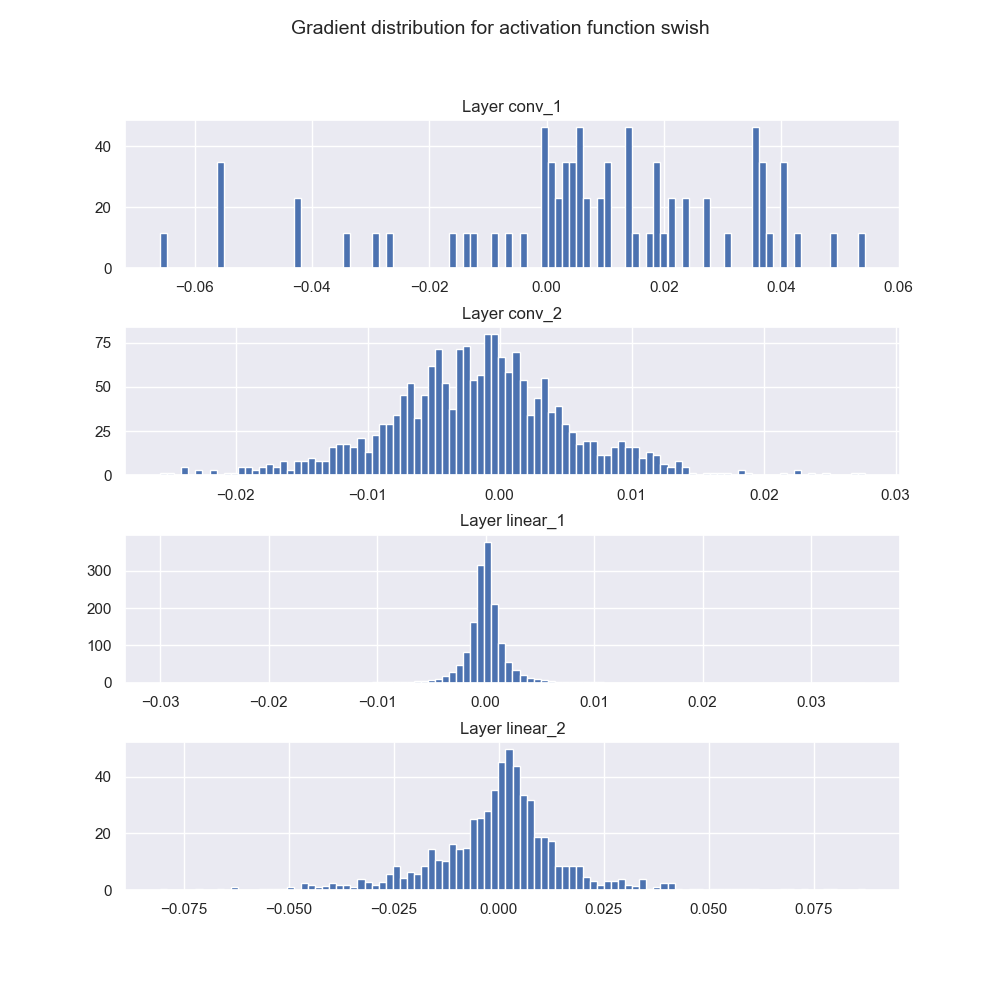 Gradient distribution for activation function swish
Layer conv_1
40
20
0
−0.06 −0.04 −0.02 0.00 0.02 0.04 0.06
Layer conv_2
75
50
25
0
−0.02 −0.01 0.00 0.01 0.02 0.03
Layer linear_1
300
200
100
0
−0.03 −0.02 −0.01 0.00 0.01 0.02 0.03
Layer linear_2
40
20
0
−0.075 −0.050 −0.025 0.000 0.025 0.050 0.075